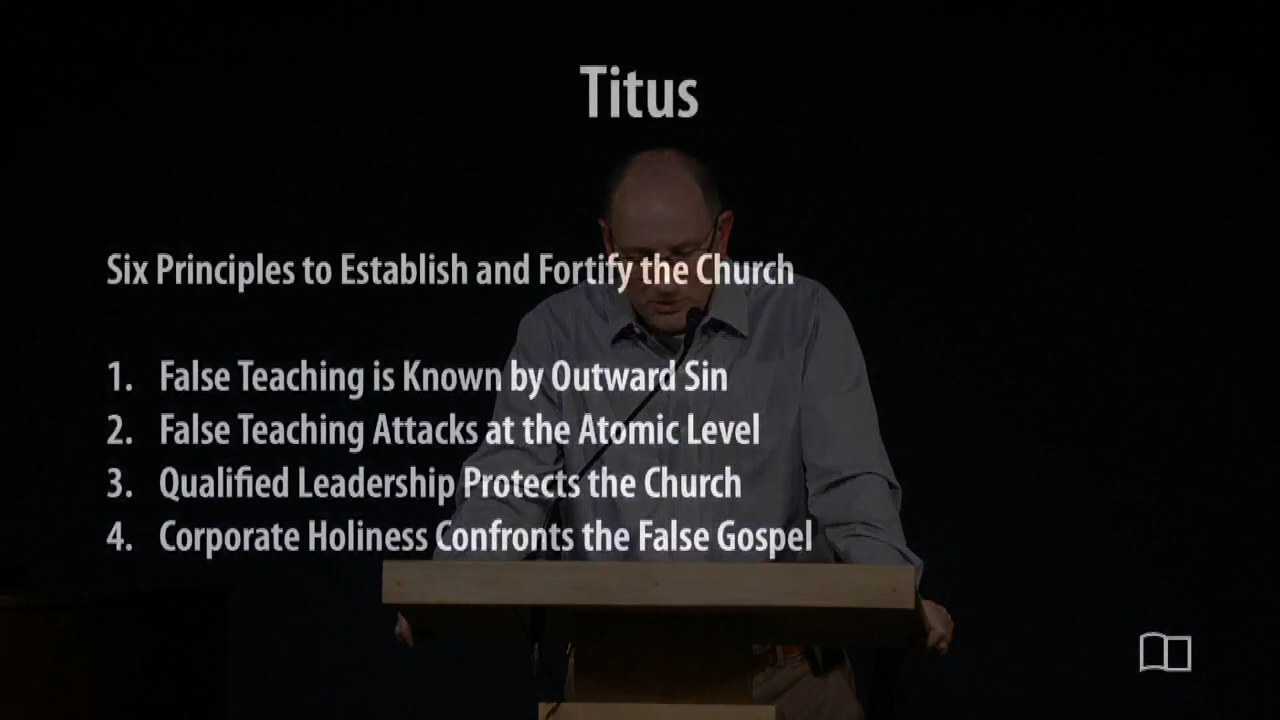 Titus
Six Principles to Establish and Fortify the Church
1. False Teaching is Known by Outward Sin
2. False Teaching Attacks at the Atomic Level
3. Qualified Leadership Protects the Church
4. Corporate Holiness Confronts the False Gospel